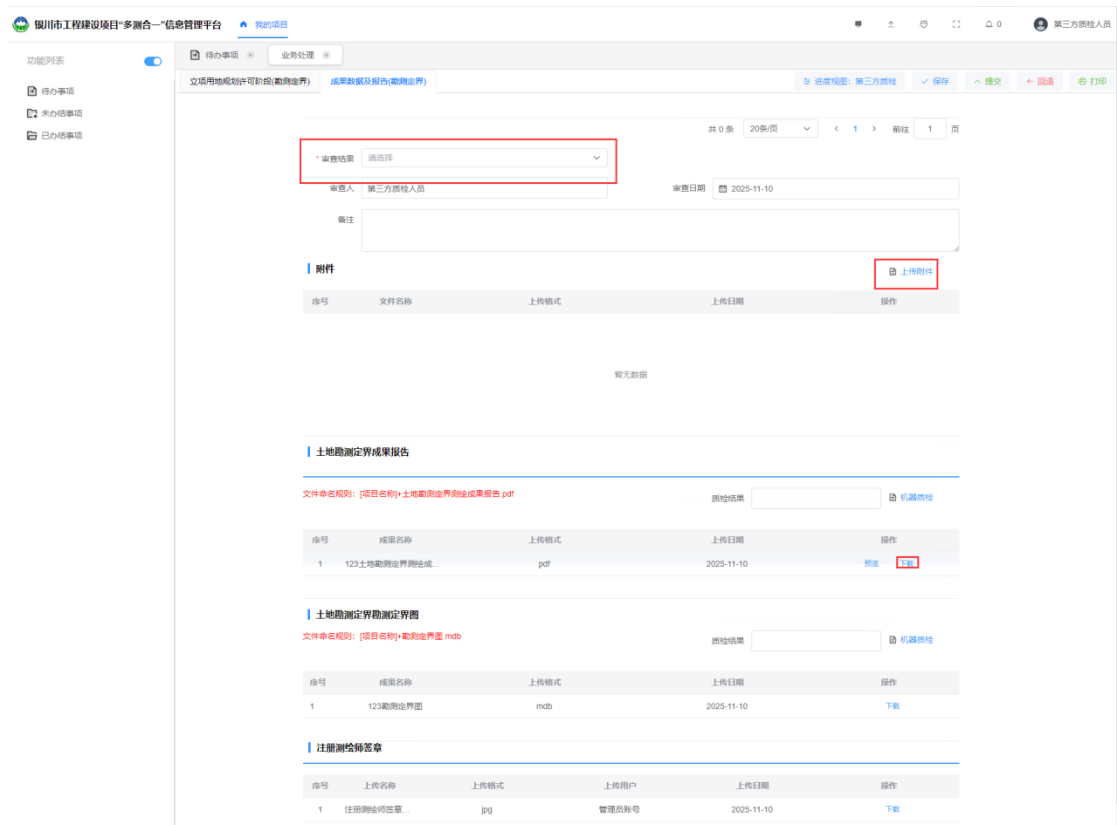 银川市工程建设项目“多测合一”信息管理平台 我的项目 0 第三方质检人员
功能列表 待办事项 业务处理
待办事项
未办结事项
已办结事项
立项用地规划许可阶段(勘测定界) 成果数据及报告(勘测定界) 进度视图：第三方质检 保存 提交 回退 打印
共 0 条 20条/页 1 前往 1 页
* 审查结果 请选择
审查人 第三方质检人员 审查日期 2025-11-10
备注
附件 上传附件
序号 文件名称 上传格式 上传日期 操作
暂无数据
土地勘测定界成果报告
文件命名规则：[项目名称]+土地勘测定界测绘成果报告.pdf 质检结果 机器质检
序号 成果名称 上传格式 上传日期 操作
1 123土地勘测定界测绘成... pdf 2025-11-10 预览 下载
土地勘测定界勘测定界图
文件命名规则：[项目名称]+勘测定界图.mdb 质检结果 机器质检
序号 成果名称 上传格式 上传日期 操作
1 123勘测定界图 mdb 2025-11-10 下载
注册测绘师签章
序号 上传名称 上传格式 上传用户 上传日期 操作
1 注册测绘师签章... jpg 管理员账号 2025-11-10 下载